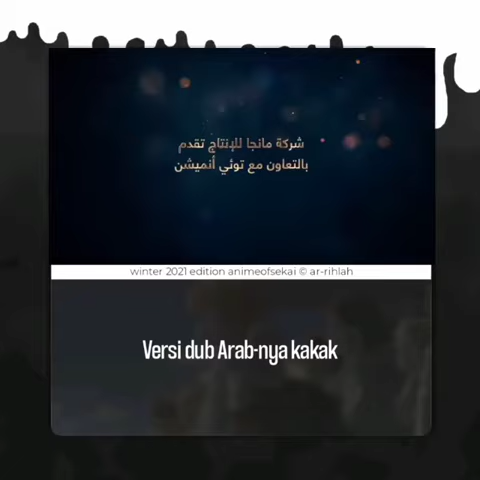 شركة مانجا للإنتاج تقدم
بالتعاون مع توئي أنميشن
winter 2021 edition animeofsekai © ar-rihlah
Versi dub Arab-nya kakak